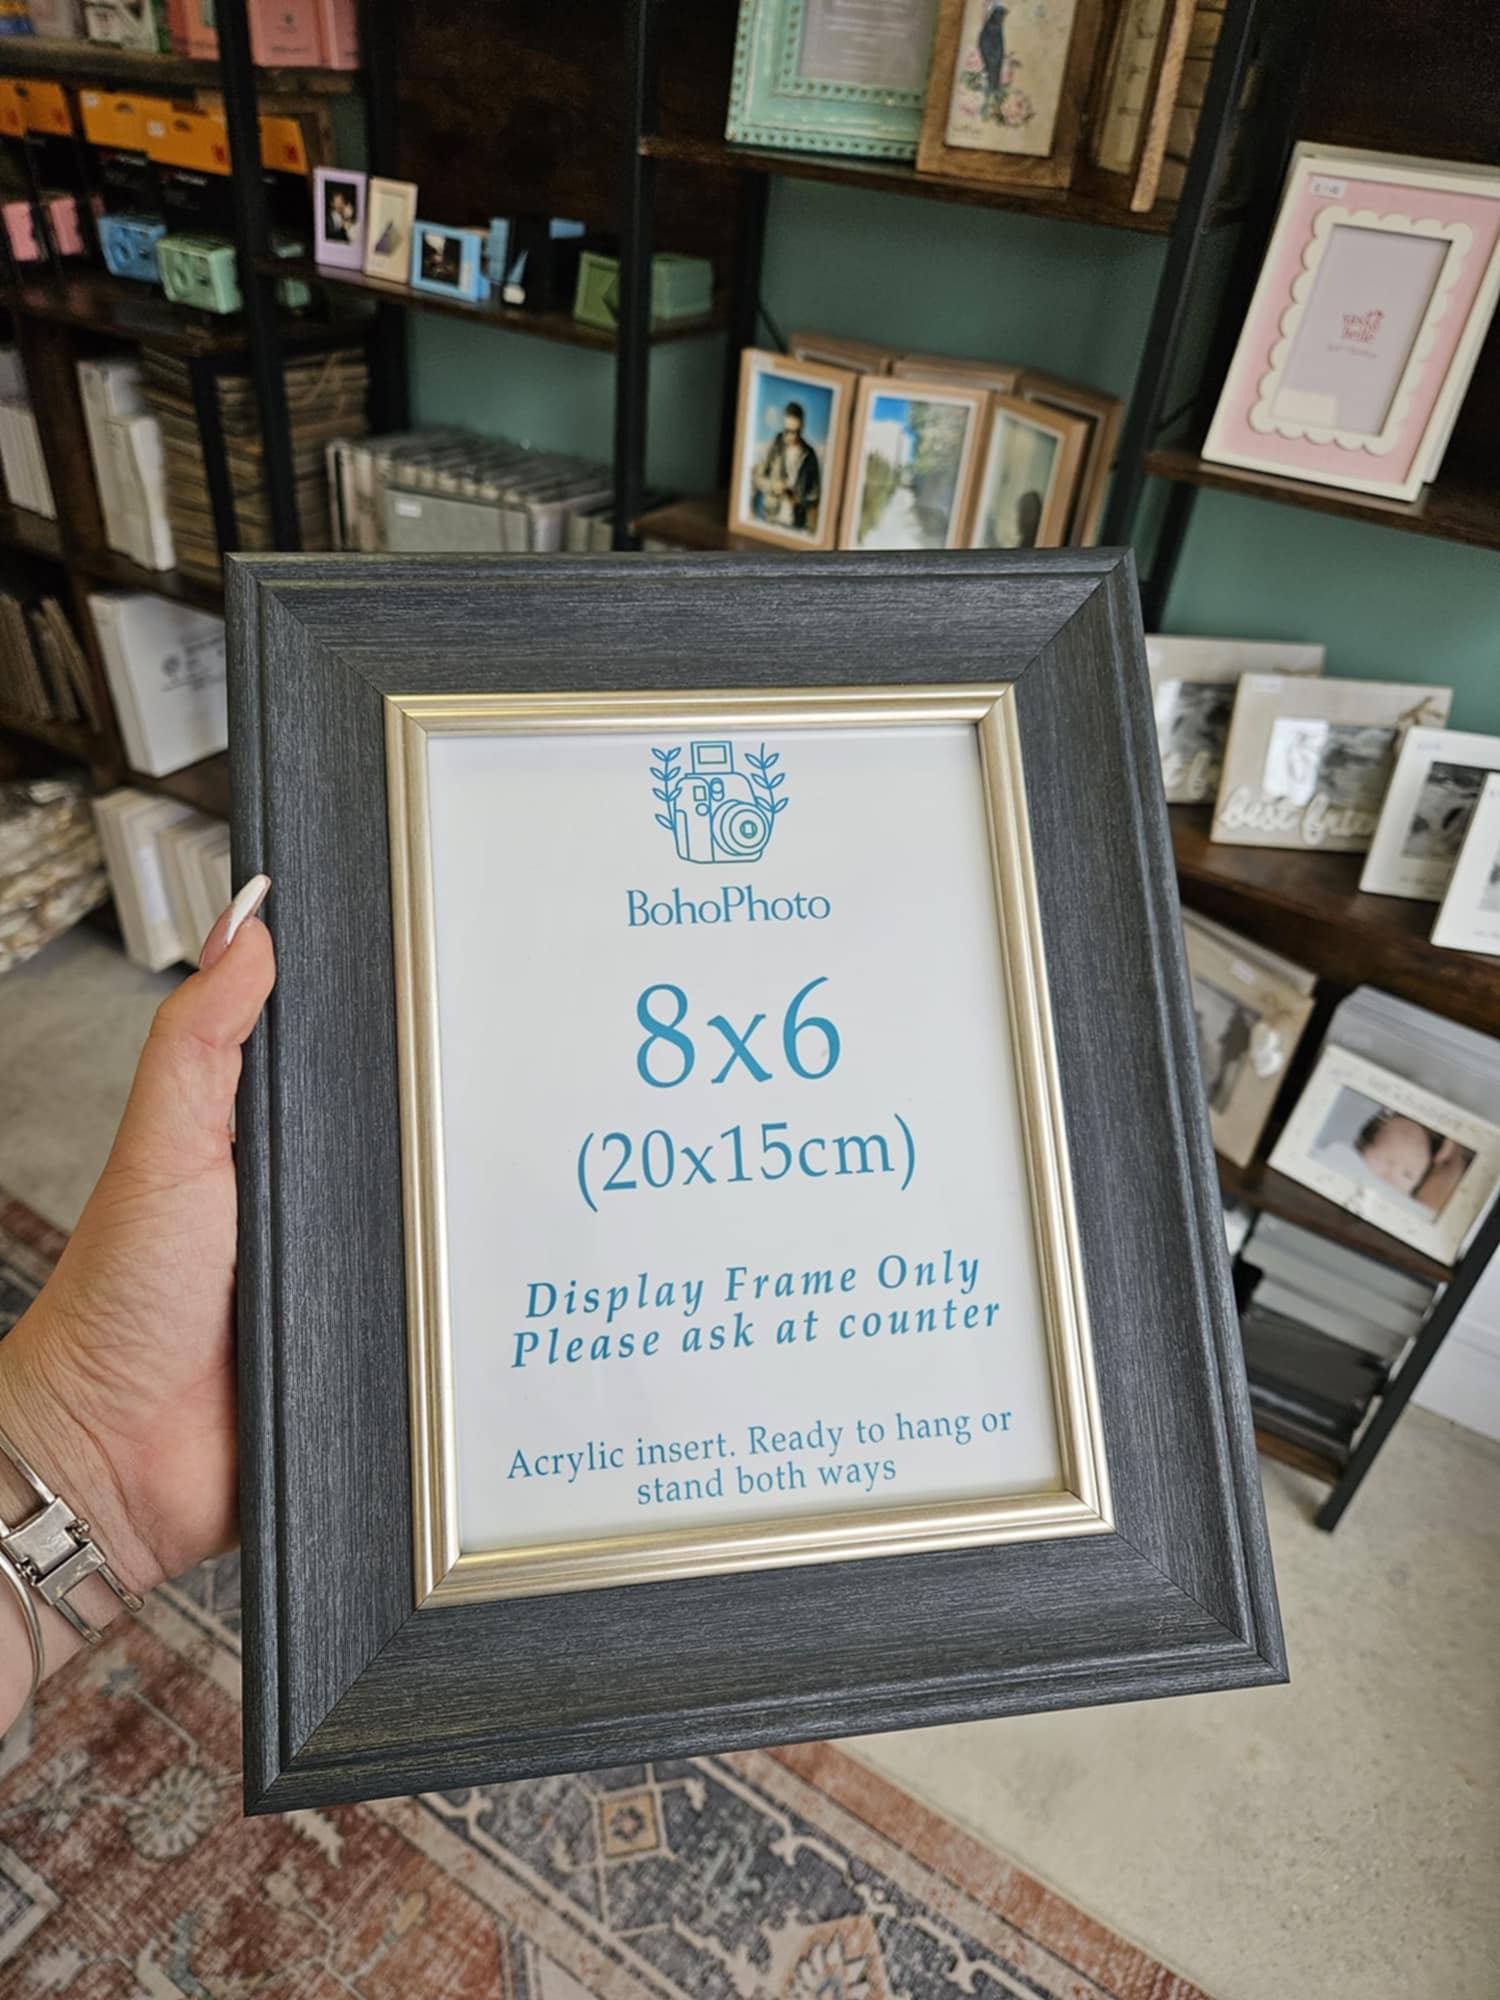 BohoPhoto
8x6
(20x15cm)
Display Frame Only
Please ask at counter
Acrylic insert. Ready to hang or
stand both ways